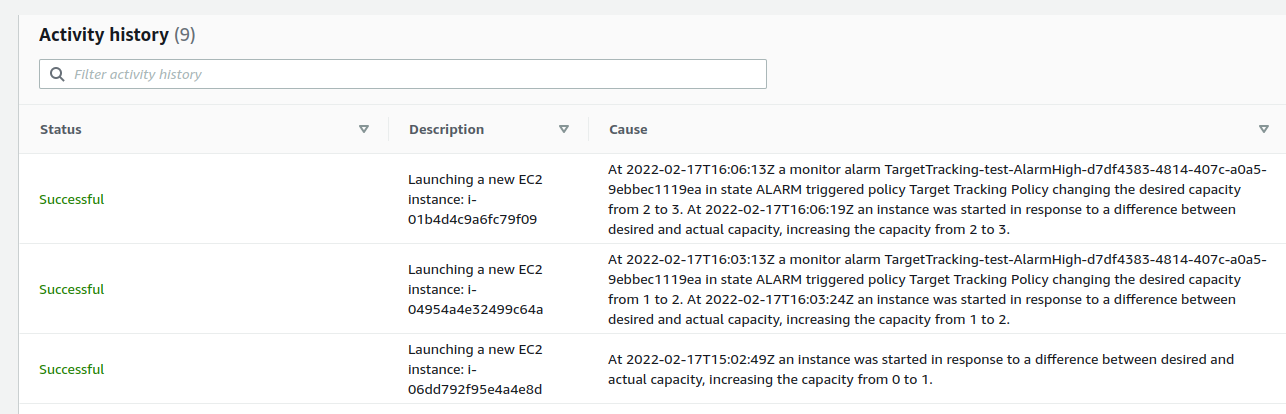 Activity history (9)
Filter activity history
Status Description Cause
Successful
Launching a new EC2
instance: i-
01b4d4c9a6fc79f09
At 2022-02-17T16:06:13Z a monitor alarm TargetTracking-test-AlarmHigh-d7df4383-4814-407c-a0a5-
9ebbec1119ea in state ALARM triggered policy Target Tracking Policy changing the desired capacity
from 2 to 3. At 2022-02-17T16:06:19Z an instance was started in response to a difference between
desired and actual capacity, increasing the capacity from 2 to 3.
Successful
Launching a new EC2
instance: i-
04954a4e32499c64a
At 2022-02-17T16:03:13Z a monitor alarm TargetTracking-test-AlarmHigh-d7df4383-4814-407c-a0a5-
9ebbec1119ea in state ALARM triggered policy Target Tracking Policy changing the desired capacity
from 1 to 2. At 2022-02-17T16:03:24Z an instance was started in response to a difference between
desired and actual capacity, increasing the capacity from 1 to 2.
Successful
Launching a new EC2
instance: i-
06dd792f95e4a4e8d
At 2022-02-17T15:02:49Z an instance was started in response to a difference between desired and
actual capacity, increasing the capacity from 0 to 1.